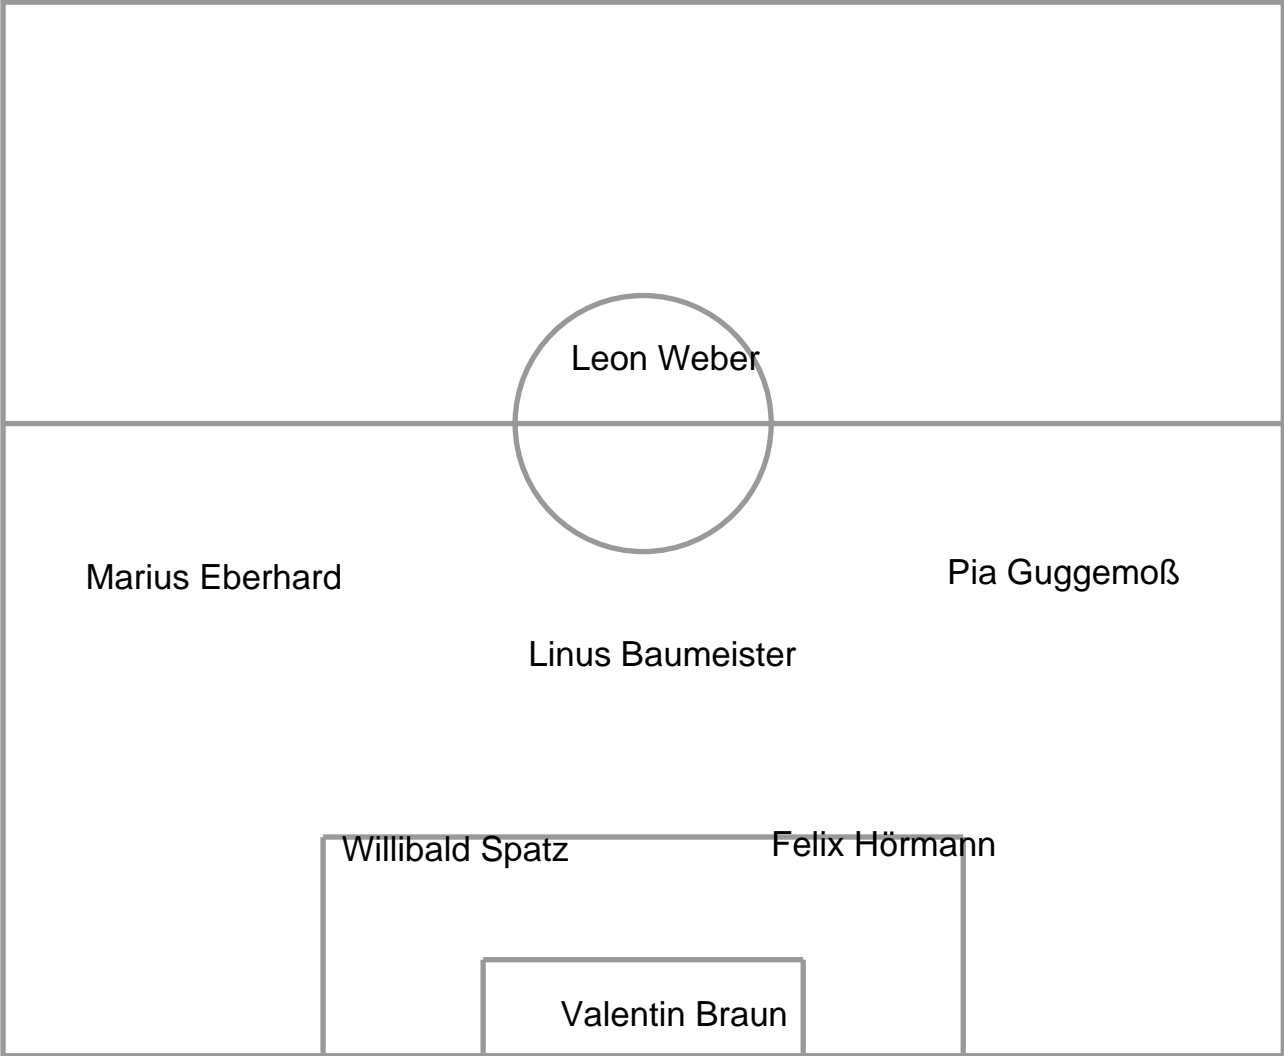 Leon Weber
Marius Eberhard
Pia Guggemoß
Linus Baumeister
Willibald Spatz
Felix Hörmann
Valentin Braun